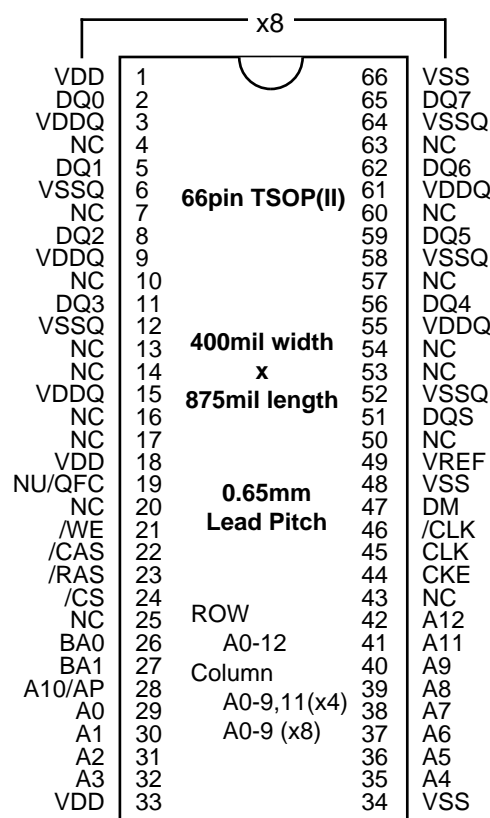 x8
VDD 1 66 VSS
DQ0 2 65 DQ7
VDDQ 3 64 VSSQ
NC 4 63 NC
DQ1 5 62 DQ6
VSSQ 6 66pin TSOP(II) 61 VDDQ
NC 7 60 NC
DQ2 8 59 DQ5
VDDQ 9 58 VSSQ
NC 10 57 NC
DQ3 11 56 DQ4
VSSQ 12 55 VDDQ
NC 13 400mil width 54 NC
NC 14 x 53 NC
VDDQ 15 875mil length 52 VSSQ
NC 16 51 DQS
NC 17 50 NC
VDD 18 49 VREF
NU/QFC 19 0.65mm 48 VSS
NC 20 Lead Pitch 47 DM
/WE 21 46 /CLK
/CAS 22 45 CLK
/RAS 23 44 CKE
/CS 24 43 NC
NC 25 ROW 42 A12
BA0 26 A0-12 41 A11
BA1 27 Column 40 A9
A10/AP 28 A0-9,11(x4) 39 A8
A0 29 38 A7
A1 30 A0-9 (x8) 37 A6
A2 31 36 A5
A3 32 35 A4
VDD 33 34 VSS